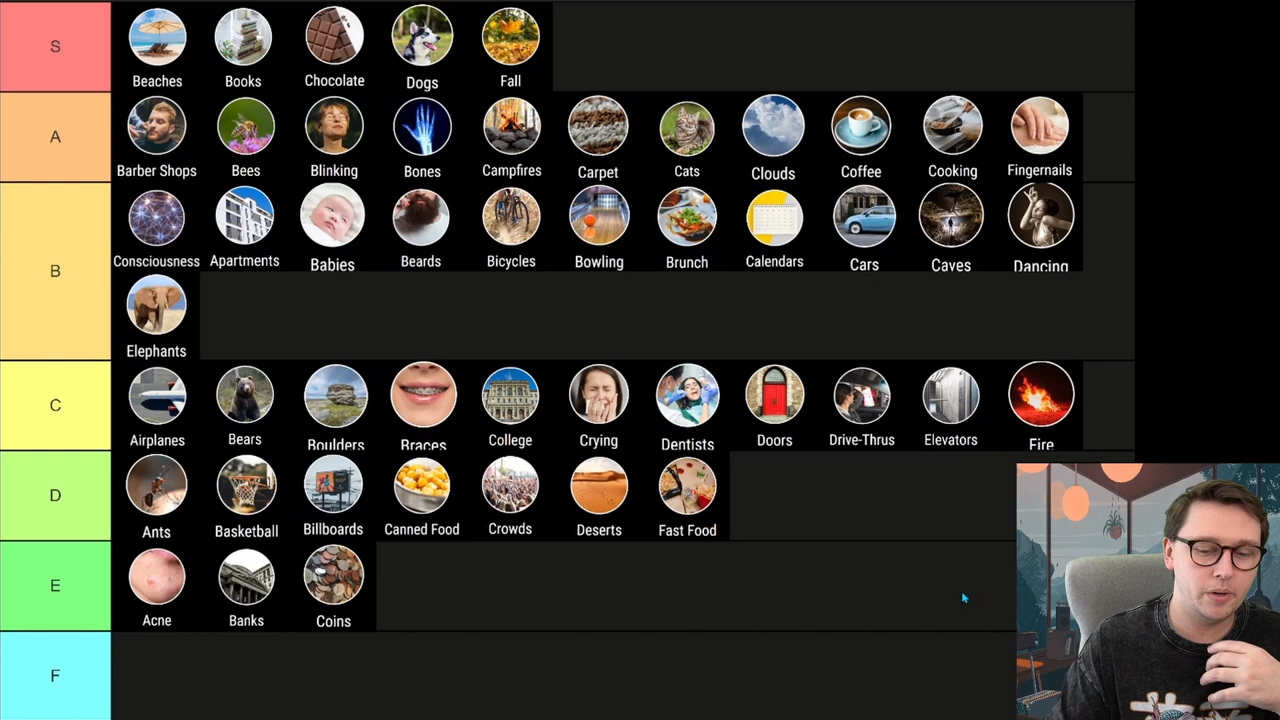 S
Beaches Books Chocolate Dogs Fall
A
Barber Shops Bees Blinking Bones Campfires Carpet Cats Clouds Coffee Cooking Fingernails
B
Consciousness Apartments Babies Beards Bicycles Bowling Brunch Calendars Cars Caves Dancing
Elephants
C
Airplanes Bears Boulders Braces College Crying Dentists Doors Drive-Thrus Elevators Fire
D
Ants Basketball Billboards Canned Food Crowds Deserts Fast Food
E
Acne Banks Coins
F